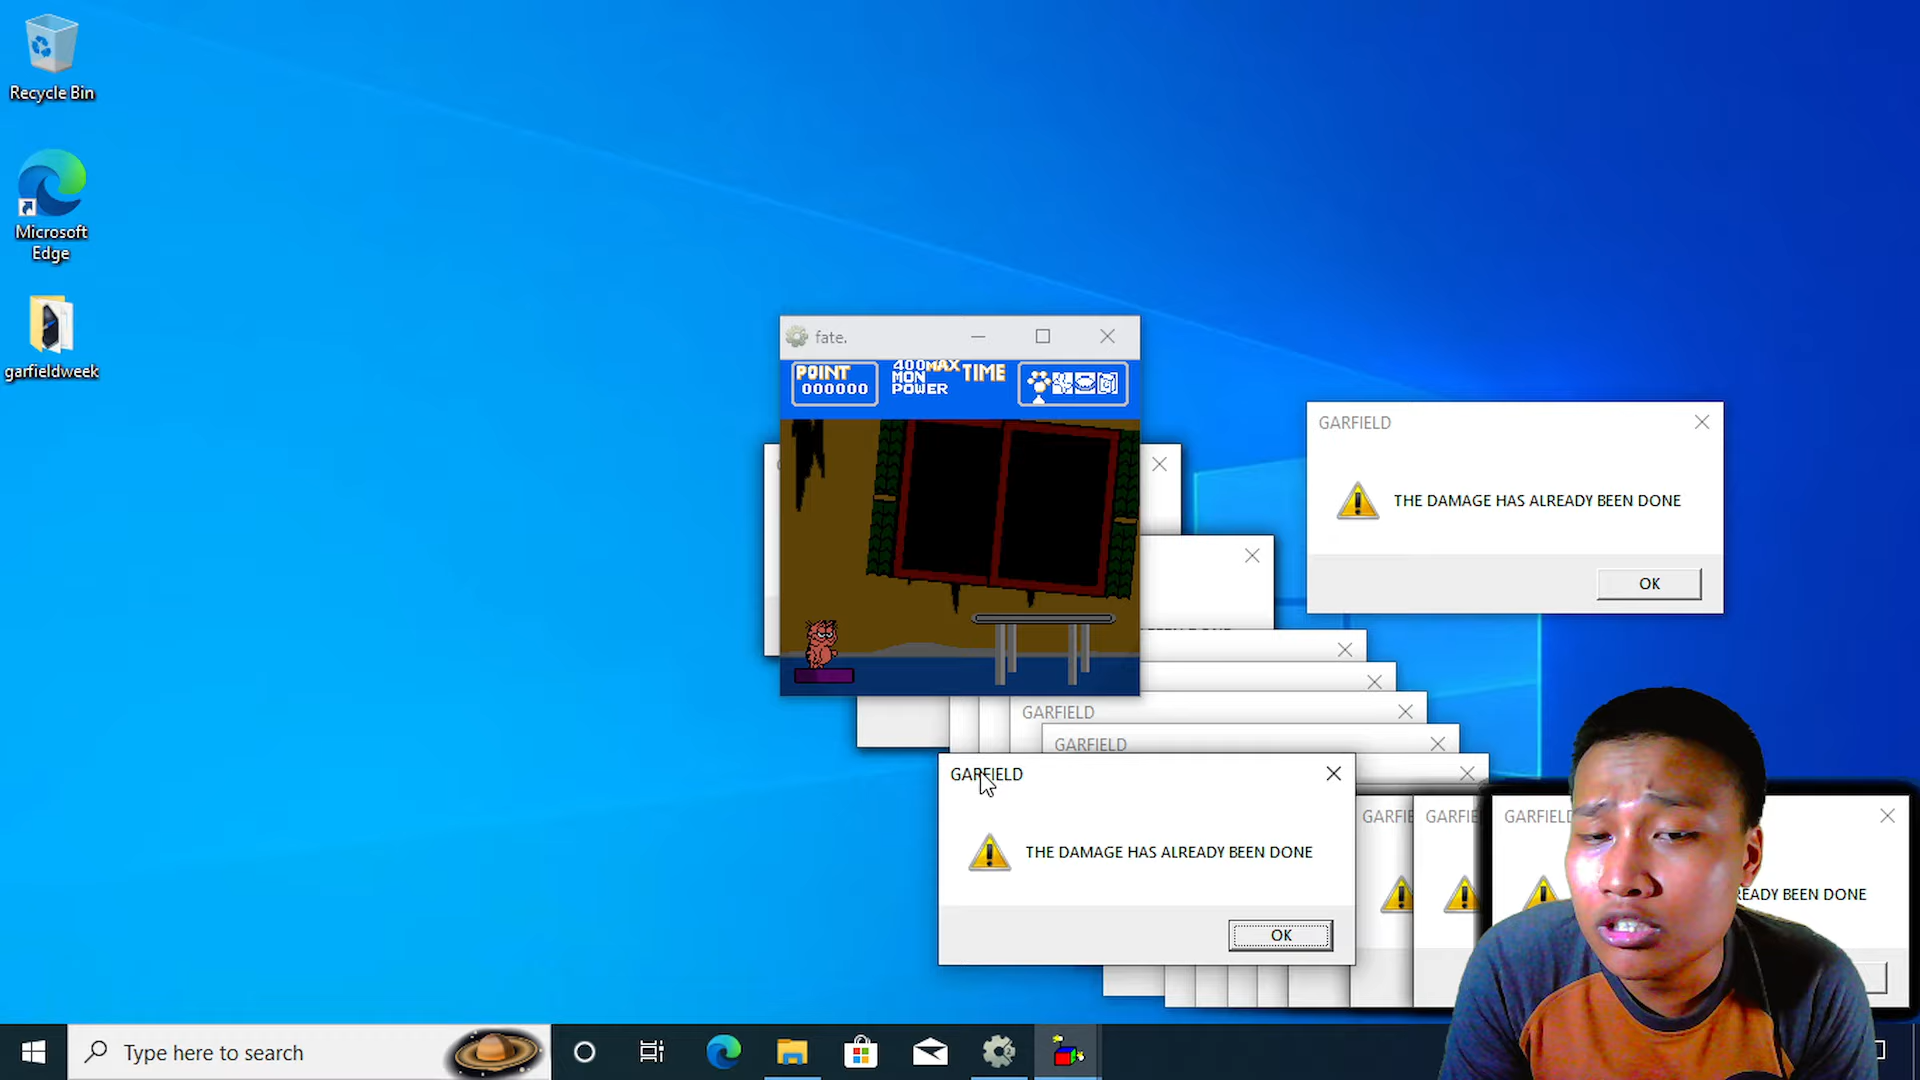 Recycle Bin
Microsoft
Edge
garfieldweek
fate.
POINT
000000
400 MAX
MON
POWER
TIME
GARFIELD
THE DAMAGE HAS ALREADY BEEN DONE
OK
GARFIELD
GARFIELD
GARFIELD
THE DAMAGE HAS ALREADY BEEN DONE
OK
GARFIE
GARFIE
GARFIELD
READY BEEN DONE
Type here to search